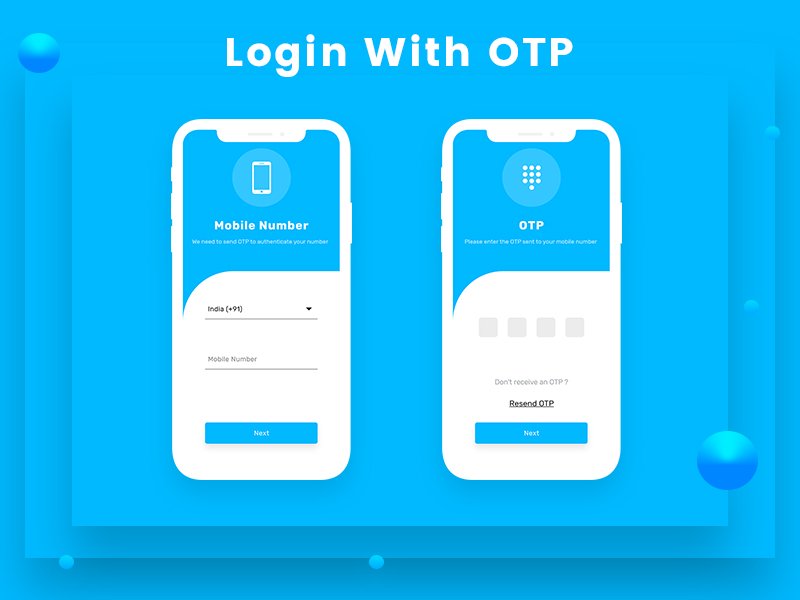 Login With OTP
Mobile Number
We need to send OTP to authenticate your number
India (+91)
Mobile Number
Next
OTP
Please enter the OTP sent to your mobile number
Don't receive an OTP ?
Resend OTP
Next